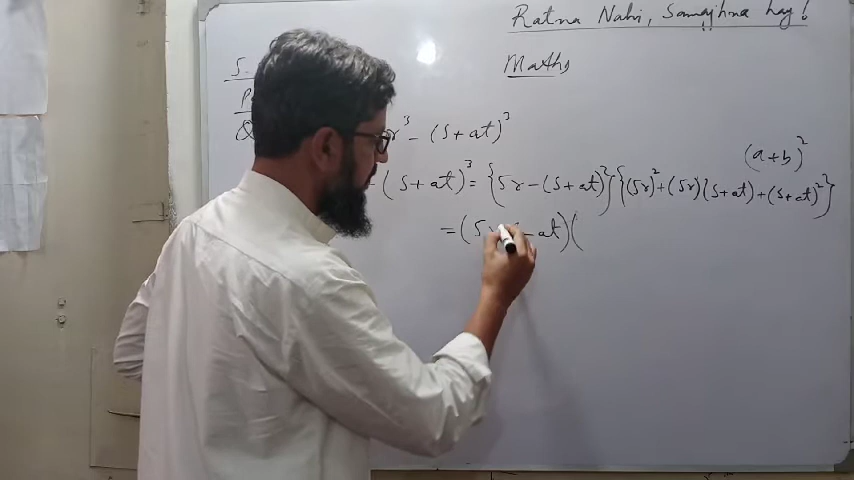 Ratna Nahi, Samajhna hay!
Maths
S
P
Q
r³ - (s+at)³
(a+b)²
(s+at)³ = {5r-(s+at)}{(5r)²+(5r)(s+at)+(s+at)²}
=(5 - at)(